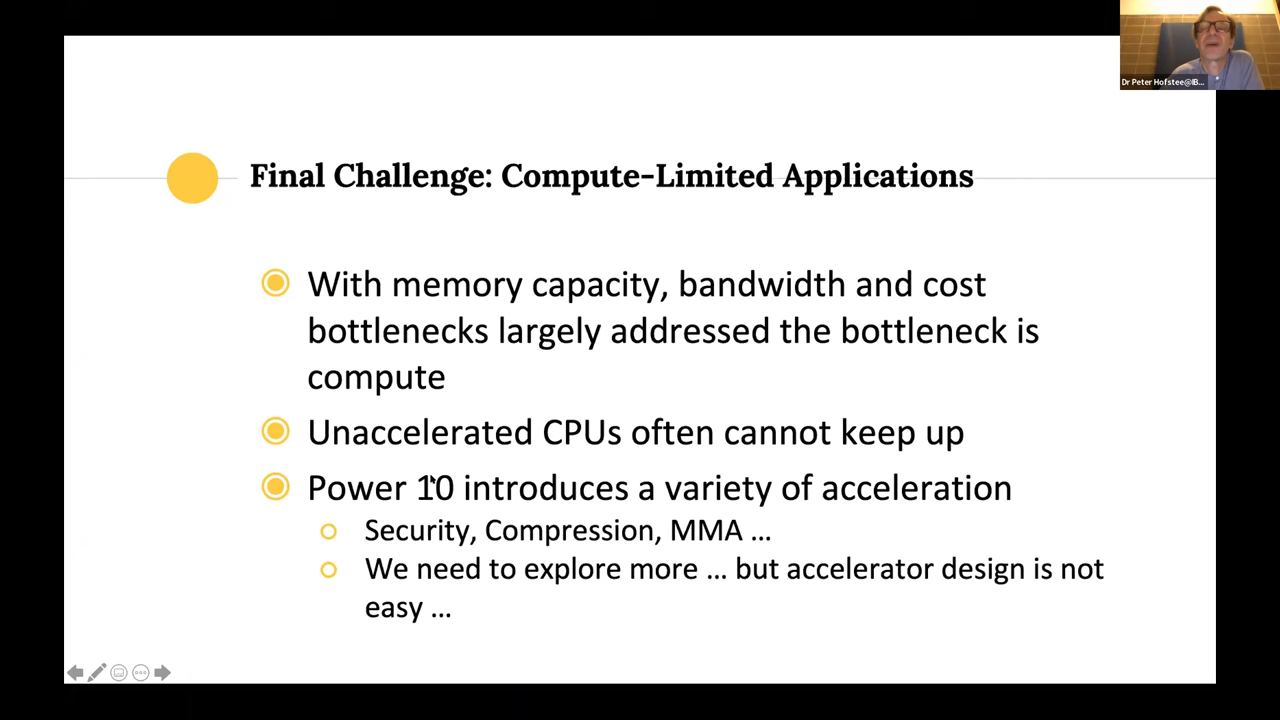 Dr Peter Hofstee@IB...
Final Challenge: Compute-Limited Applications
With memory capacity, bandwidth and cost
bottlenecks largely addressed the bottleneck is
compute
Unaccelerated CPUs often cannot keep up
Power 10 introduces a variety of acceleration
Security, Compression, MMA …
We need to explore more … but accelerator design is not
easy …